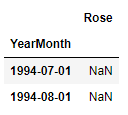 Rose
YearMonth
1994-07-01 NaN
1994-08-01 NaN